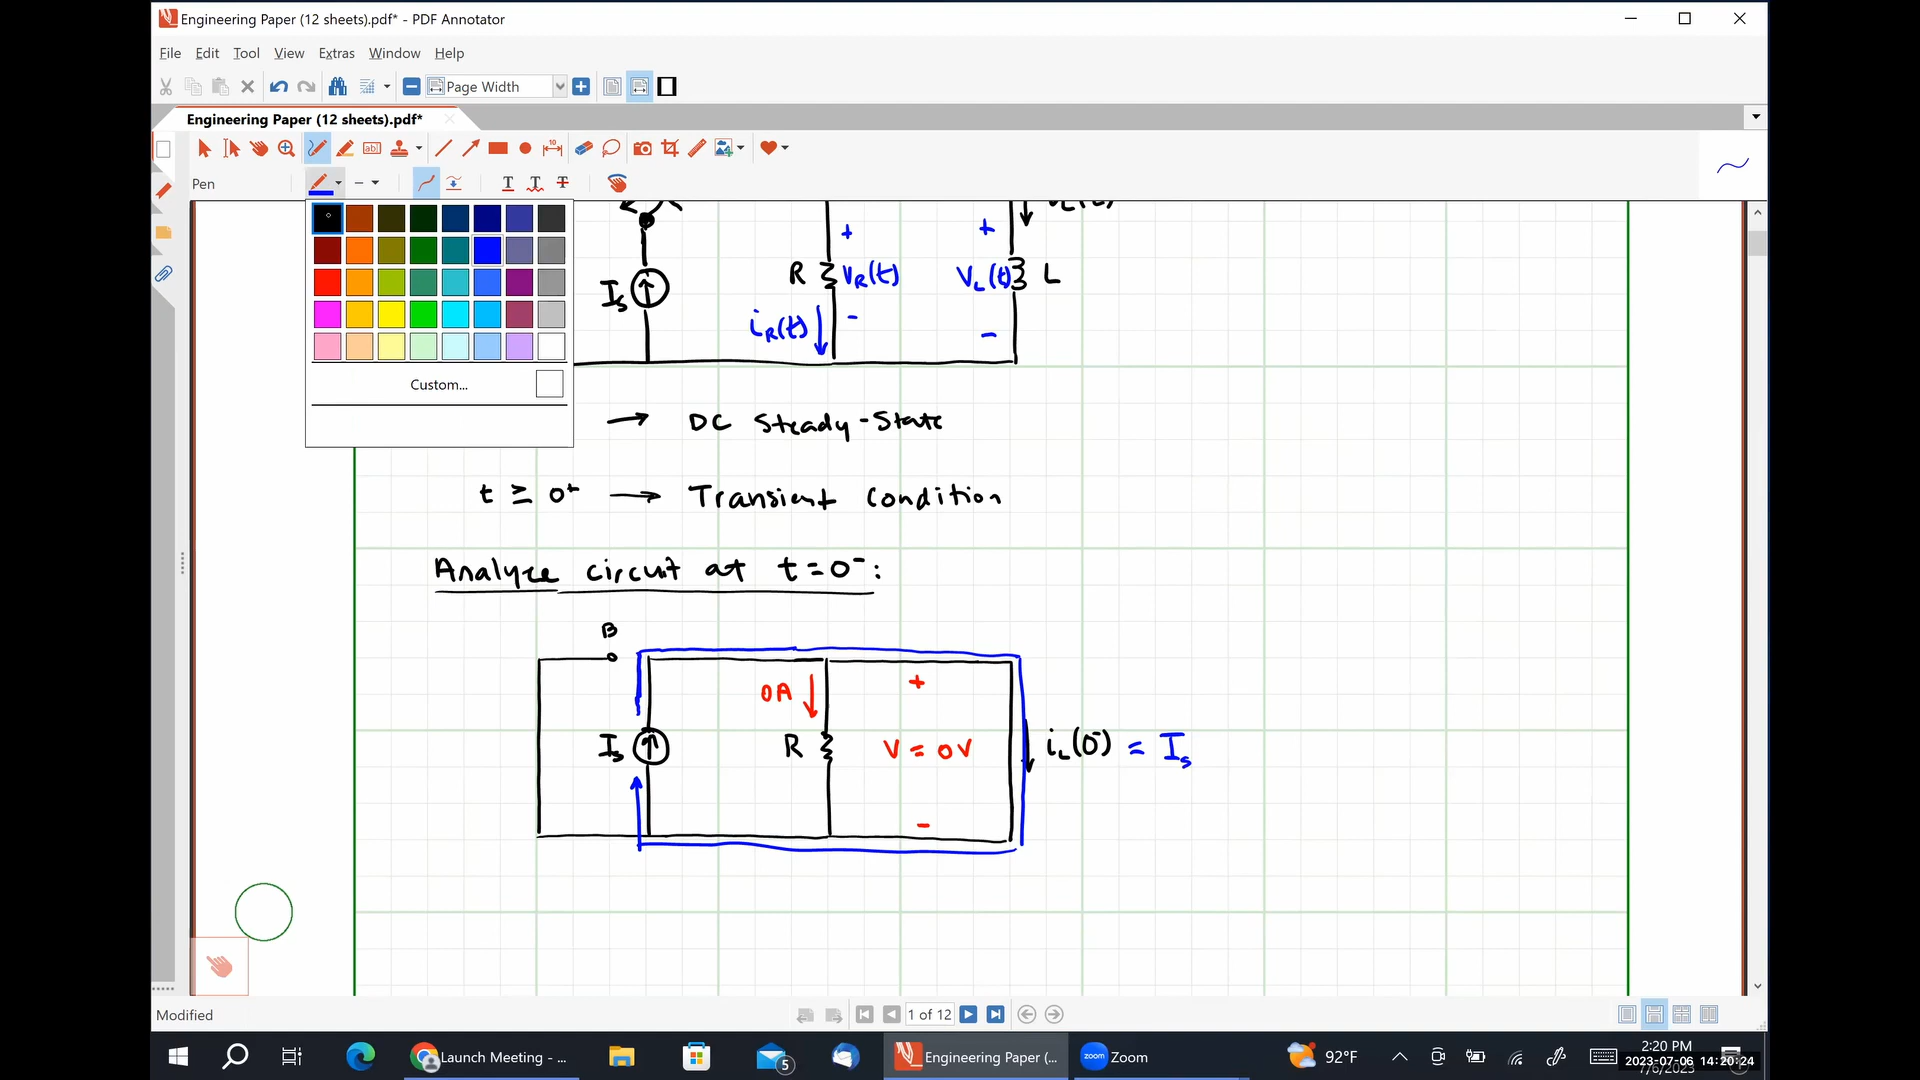 Engineering Paper (12 sheets).pdf* - PDF Annotator
File Edit Tool View Extras Window Help
Page Width
Engineering Paper (12 sheets).pdf*
Pen
Custom...
+ +
R VR(t) VL(t) L
Is
iR(t) - -
→ DC Steady-State
t ≥ 0⁺ → Transient Condition
Analyze circuit at t=0⁻:
B
0A +
Is R V = 0V iL(0⁻) = Is
-
Modified
1 of 12
Launch Meeting - ...
5
Engineering Paper (...
zoom Zoom
92°F
2:20 PM
2023-07-06 14:20:24